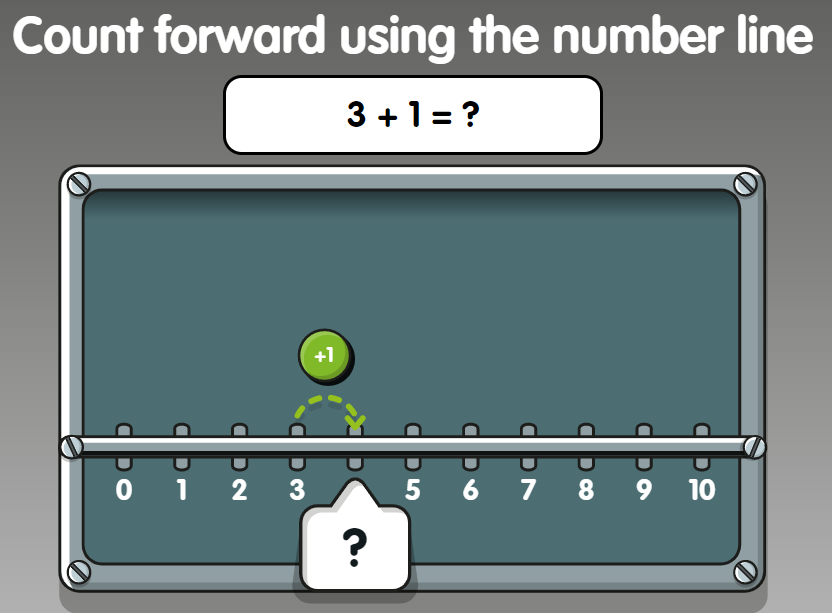 Count forward using the number line
3 + 1 = ?
+1
0 1 2 3 5 6 7 8 9 10
?